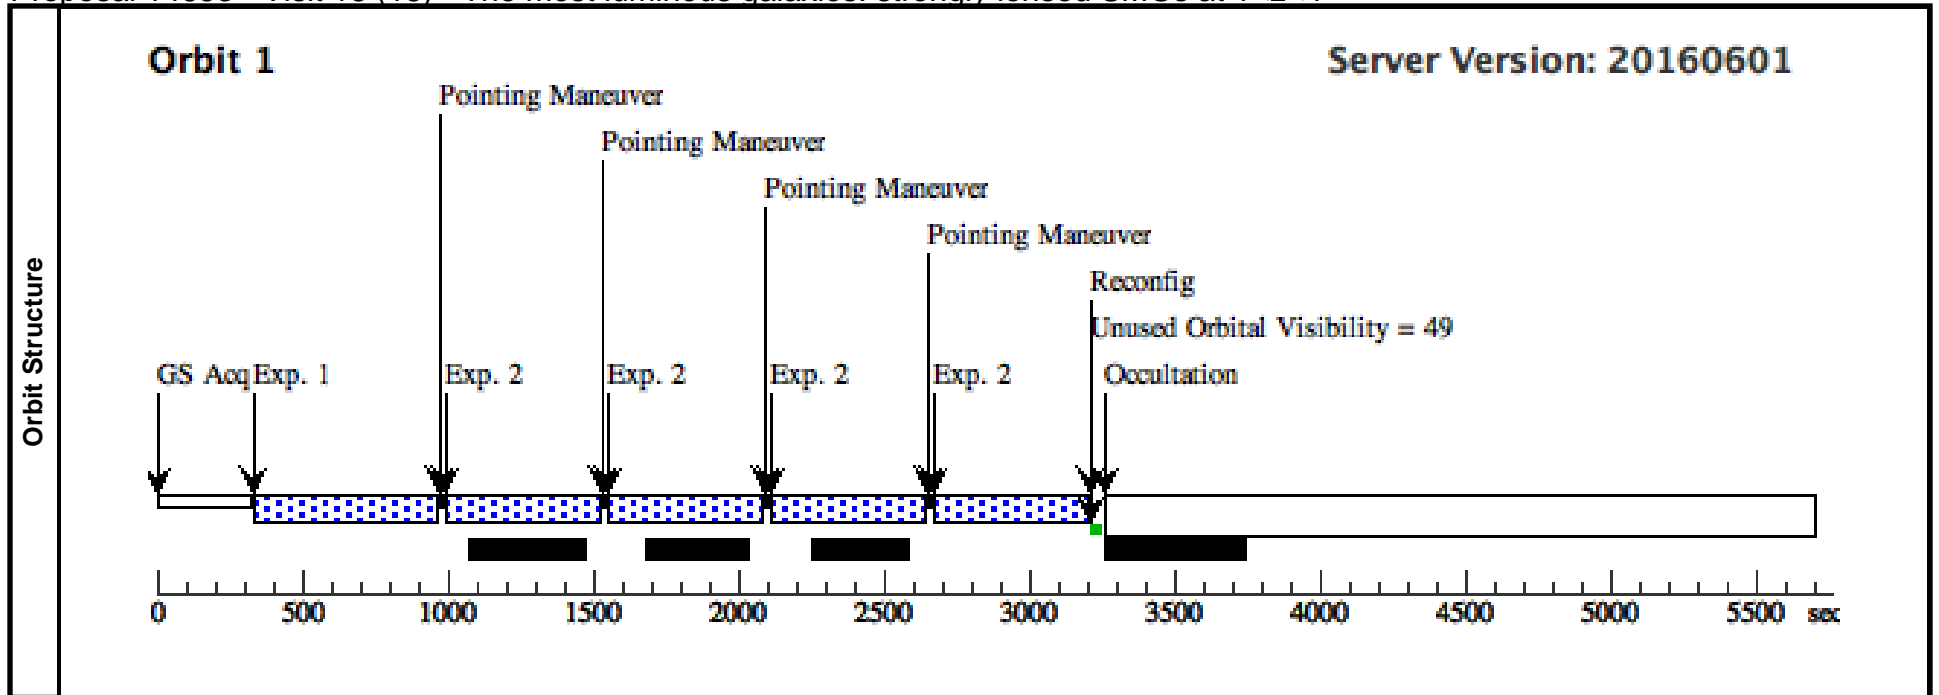 Orbit 1
Server Version: 20160601
Pointing Maneuver
Pointing Maneuver
Pointing Maneuver
Pointing Maneuver
Reconfig
Unused Orbital Visibility = 49
GS Acq Exp. 1 Exp. 2 Exp. 2 Exp. 2 Exp. 2 Occultation
Orbit Structure
0 500 1000 1500 2000 2500 3000 3500 4000 4500 5000 5500 sec